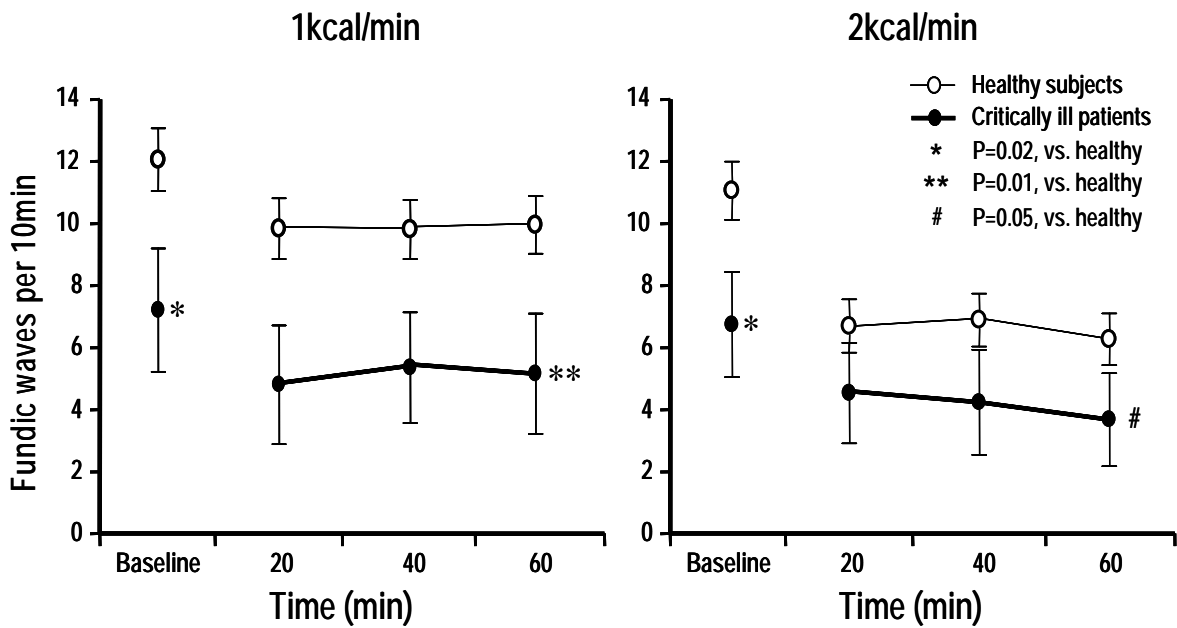 1kcal/min
Fundic waves per 10min
14
12
10
8
6
4
2
0
*
**
Baseline
20
40
60
Time (min)
2kcal/min
Healthy subjects
Critically ill patients
* P=0.02, vs. healthy
** P=0.01, vs. healthy
# P=0.05, vs. healthy
14
12
10
8
6
4
2
0
*
#
Baseline
20
40
60
Time (min)